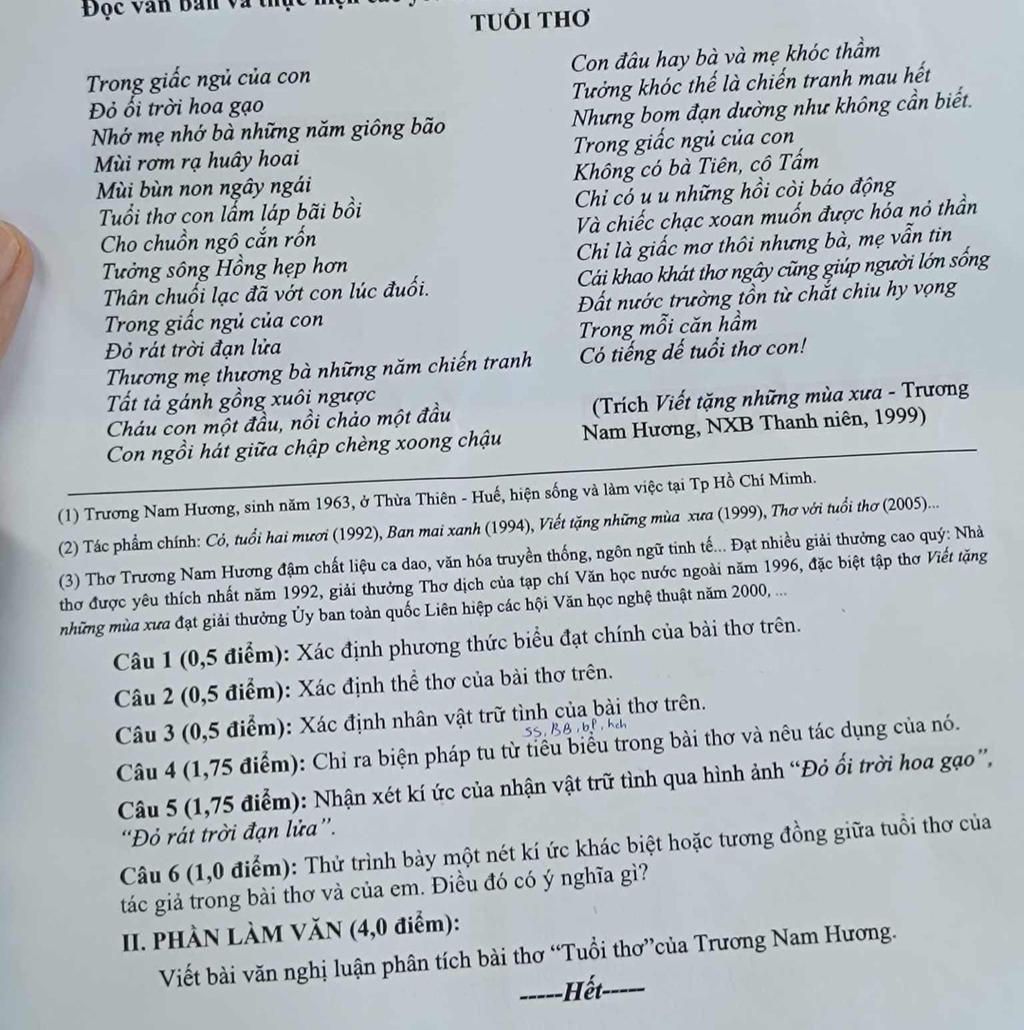 Đọc văn bản và thực hiện các
TUỔI THƠ
Trong giấc ngủ của con
Đỏ ối trời hoa gạo
Nhớ mẹ nhớ bà những năm giông bão
Mùi rơm rạ huây hoai
Mùi bùn non ngây ngái
Tuổi thơ con lấm láp bãi bồi
Cho chuồn ngô cắn rốn
Tưởng sông Hồng hẹp hơn
Thân chuối lạc đã vớt con lúc đuối.
Trong giấc ngủ của con
Đỏ rát trời đạn lửa
Thương mẹ thương bà những năm chiến tranh
Tất tả gánh gồng xuôi ngược
Cháu con một đầu, nồi chảo một đầu
Con ngồi hát giữa chập chèng xoong chậu
Con đâu hay bà và mẹ khóc thầm
Tưởng khóc thế là chiến tranh mau hết
Nhưng bom đạn dường như không cần biết.
Trong giấc ngủ của con
Không có bà Tiên, cô Tấm
Chỉ có u u những hồi còi báo động
Và chiếc chạc xoan muốn được hóa nỏ thần
Chỉ là giấc mơ thôi nhưng bà, mẹ vẫn tin
Cái khao khát thơ ngây cũng giúp người lớn sống
Đất nước trường tồn từ chắt chiu hy vọng
Trong mỗi căn hầm
Có tiếng dế tuổi thơ con!
(Trích Viết tặng những mùa xưa - Trương
Nam Hương, NXB Thanh niên, 1999)
(1) Trương Nam Hương, sinh năm 1963, ở Thừa Thiên - Huế, hiện sống và làm việc tại Tp Hồ Chí Mimh.
(2) Tác phẩm chính: Cỏ, tuổi hai mươi (1992), Ban mai xanh (1994), Viết tặng những mùa xưa (1999), Thơ với tuổi thơ (2005)...
(3) Thơ Trương Nam Hương đậm chất liệu ca dao, văn hóa truyền thống, ngôn ngữ tinh tế... Đạt nhiều giải thưởng cao quý: Nhà
thơ được yêu thích nhất năm 1992, giải thưởng Thơ dịch của tạp chí Văn học nước ngoài năm 1996, đặc biệt tập thơ Viết tặng
những mùa xưa đạt giải thưởng Ủy ban toàn quốc Liên hiệp các hội Văn học nghệ thuật năm 2000, ...
Câu 1 (0,5 điểm): Xác định phương thức biểu đạt chính của bài thơ trên.
Câu 2 (0,5 điểm): Xác định thể thơ của bài thơ trên.
Câu 3 (0,5 điểm): Xác định nhân vật trữ tình của bài thơ trên.
SS, BB, bf, hch
Câu 4 (1,75 điểm): Chỉ ra biện pháp tu từ tiêu biểu trong bài thơ và nêu tác dụng của nó.
Câu 5 (1,75 điểm): Nhận xét kí ức của nhân vật trữ tình qua hình ảnh “Đỏ ối trời hoa gạo”,
“Đỏ rát trời đạn lửa”.
Câu 6 (1,0 điểm): Thử trình bày một nét kí ức khác biệt hoặc tương đồng giữa tuổi thơ của
tác giả trong bài thơ và của em. Điều đó có ý nghĩa gì?
II. PHẦN LÀM VĂN (4,0 điểm):
Viết bài văn nghị luận phân tích bài thơ “Tuổi thơ”của Trương Nam Hương.
-----Hết-----